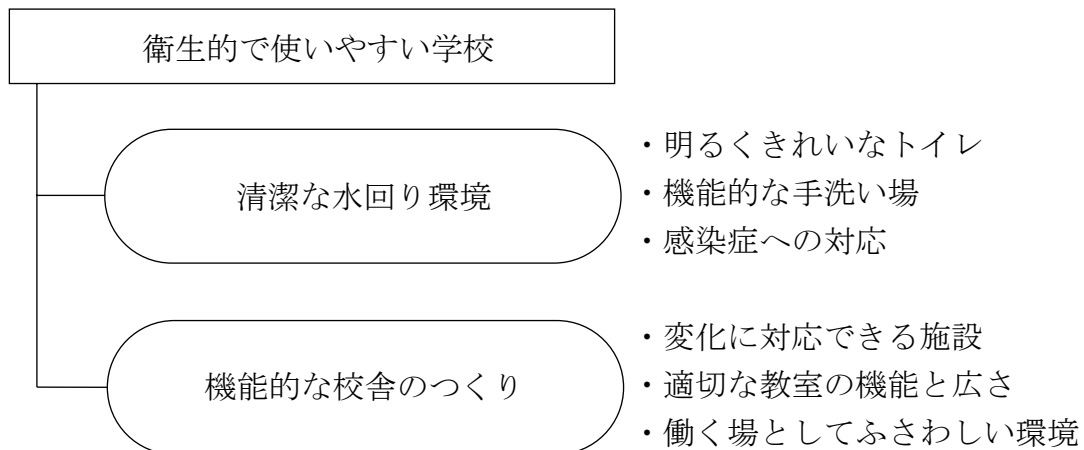 衛生的で使いやすい学校
清潔な水回り環境
・明るくきれいなトイレ
・機能的な手洗い場
・感染症への対応
機能的な校舎のつくり
・変化に対応できる施設
・適切な教室の機能と広さ
・働く場としてふさわしい環境